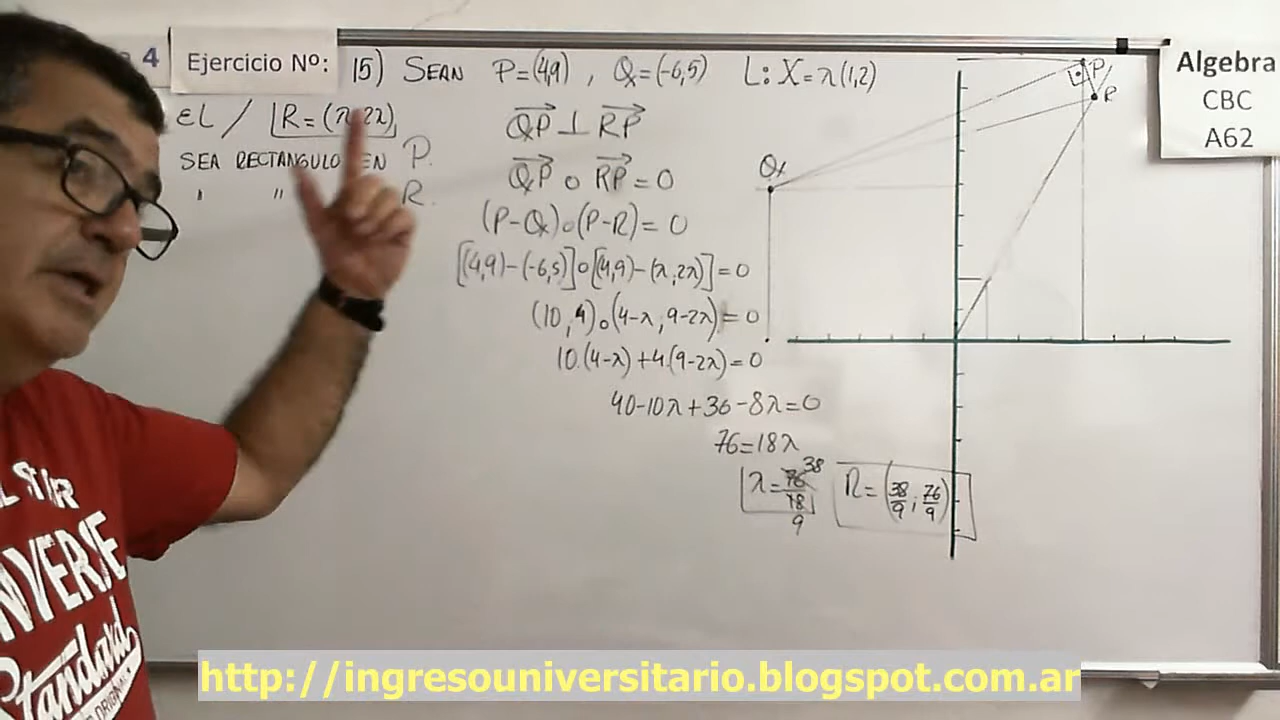 4
Ejercicio Nº:
15) SEAN P=(4,9) , Q=(-6,5) L: X=λ(1,2)
Algebra
CBC
A62
EL / R=(λ,2λ)
SEA RECTANGULO EN P.
" " R.
QP ⊥ RP
QP o RP = 0
(P-Q)o(P-R)=0
[(4,9)-(-6,5)]o[(4,9)-(λ,2λ)]=0
(10,4)o(4-λ,9-2λ)=0
10.(4-λ)+4.(9-2λ)=0
40-10λ+36-8λ=0
76=18λ
λ=76/18 38/9
R=(38/9 ; 76/9)
P
R
Q
http://ingresouniversitario.blogspot.com.ar
NVERSE
Standard